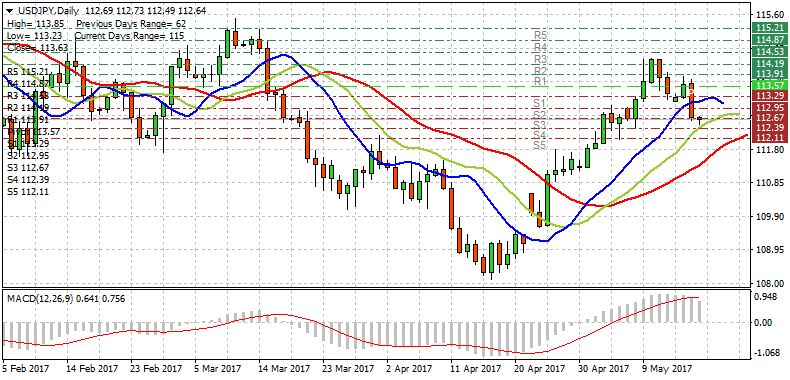 USDJPY,Daily 112.69 112.73 112.49 112.64
High= 113.85 Previous Days Range= 62
Low= 113.23 Current Days Range= 115
Close= 113.63
R5 115.21
R4 114.87
R3 114.53
R2 114.19
R1 113.91
Pivot 113.57
S1 113.29
S2 112.95
S3 112.67
S4 112.39
S5 112.11
R5
R4
R3
R2
R1
S1
S2
S3
S4
S5
115.60
115.21
114.87
114.53
114.19
113.91
113.57
113.29
112.95
112.67
112.39
112.11
111.80
110.85
109.90
108.95
108.00
MACD(12,26,9) 0.641 0.756
0.948
0.00
-1.068
5 Feb 2017 14 Feb 2017 23 Feb 2017 5 Mar 2017 14 Mar 2017 23 Mar 2017 2 Apr 2017 11 Apr 2017 20 Apr 2017 30 Apr 2017 9 May 2017